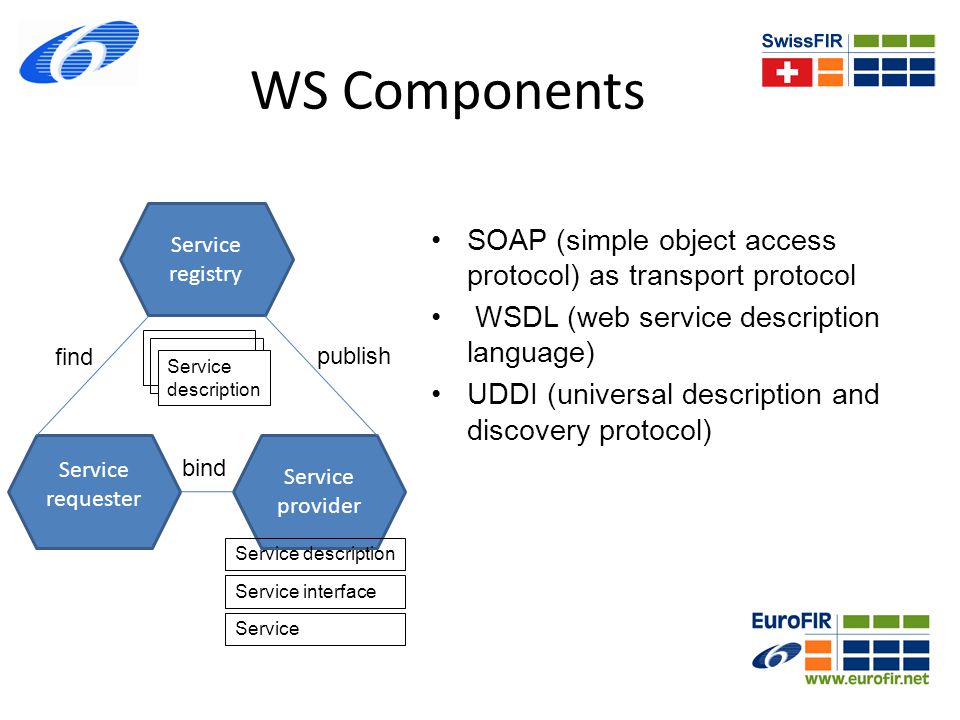 6
SwissFIR
WS Components
Service
registry
find
publish
Service
description
Service
requester
bind
Service
provider
Service description
Service interface
Service
• SOAP (simple object access
protocol) as transport protocol
• WSDL (web service description
language)
• UDDI (universal description and
discovery protocol)
EuroFIR
6
www.eurofir.net